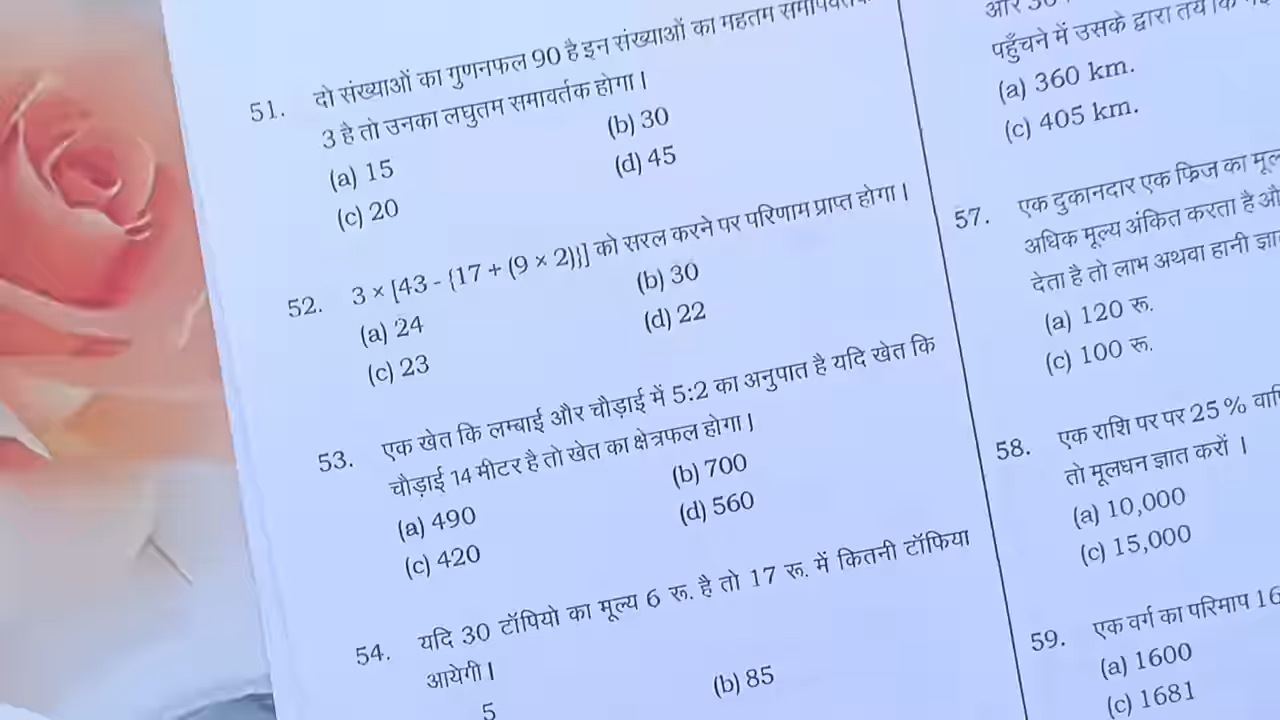 51. दो संख्याओं का गुणनफल 90 है इन संख्याओं का महतम
3 है तो उनका लघुतम समावर्तक होगा ।
(a) 15
(b) 30
(c) 20
(d) 45
52. 3 × [43 - {17 + (9 × 2)}] को सरल करने पर परिणाम प्राप्त होगा ।
(a) 24
(b) 30
(c) 23
(d) 22
53. एक खेत कि लम्बाई और चौड़ाई में 5:2 का अनुपात है यदि खेत कि
चौड़ाई 14 मीटर है तो खेत का क्षेत्रफल होगा ।
(a) 490
(b) 700
(c) 420
(d) 560
54. यदि 30 टॉपियो का मूल्य 6 रू. है तो 17 रू. में कितनी टॉफिया
आयेगी ।
5
(b) 85
और
पहुँचने में उसके द्वारा तय
(a) 360 km.
(c) 405 km.
57. एक दुकानदार एक फ्रिज का
अधिक मूल्य अंकित करता है
देता है तो लाभ अथवा हानी
(a) 120 रू.
(c) 100 रू.
58. एक राशि पर पर 25 %
तो मूलधन ज्ञात करों ।
(a) 10,000
(c) 15,000
59. एक वर्ग का परिमाप 16
(a) 1600
(c) 1681